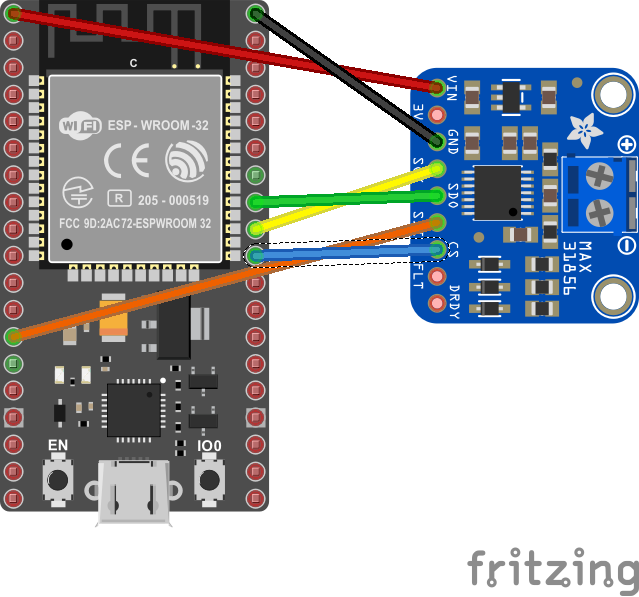 C
WiFi ESP - WROOM-32
CE
R 205 - 000519
FCC 9D:2AC72-ESPWROOM 32
EN
IO0
VIN
GND
SDO
CS
FLT
DRDY
MAX
31856
fritzing